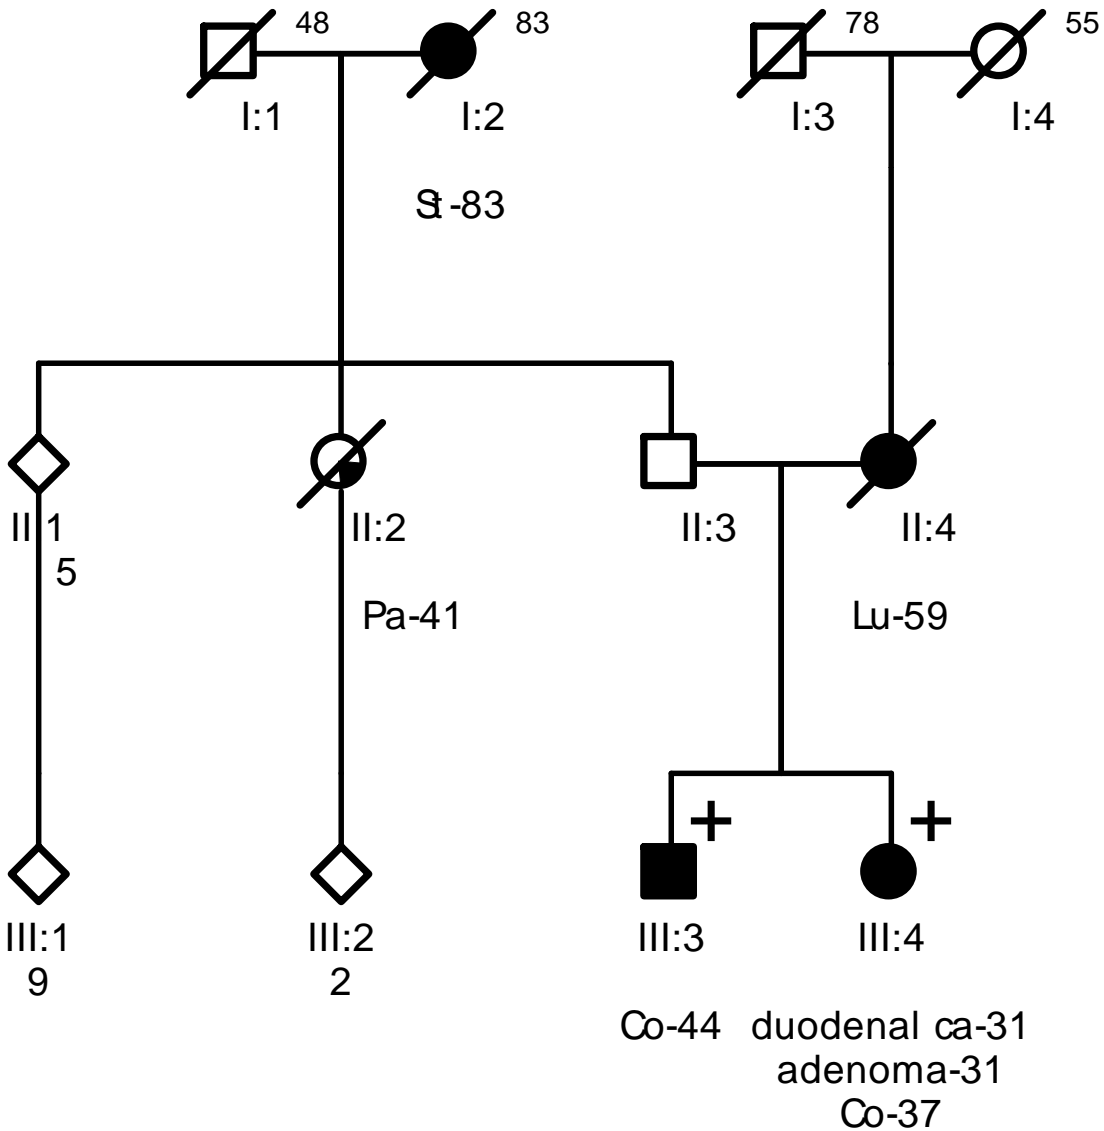 48 83 78 55
I:1 I:2 I:3 I:4
St-83
II:1 II:2 II:3 II:4
5
Pa-41 Lu-59
+ +
III:1 III:2 III:3 III:4
9 2
Co-44 duodenal ca-31
adenoma-31
Co-37